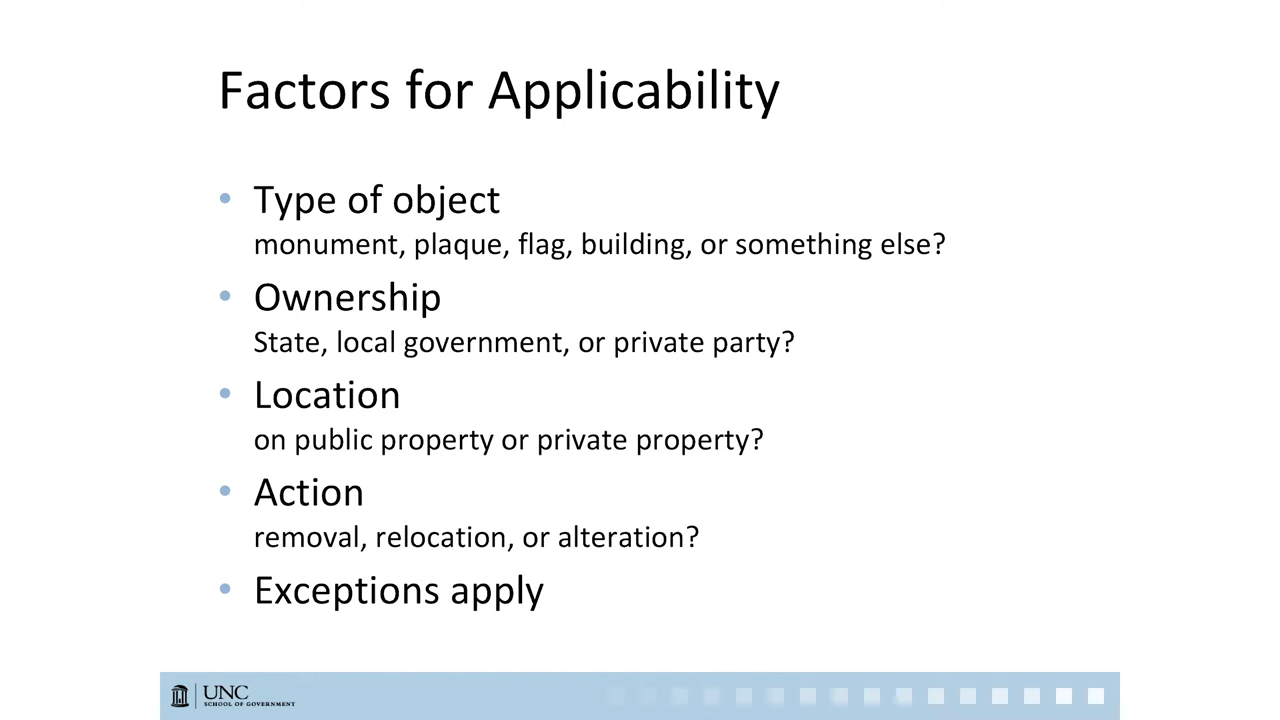 Factors for Applicability
• Type of object
monument, plaque, flag, building, or something else?
• Ownership
State, local government, or private party?
• Location
on public property or private property?
• Action
removal, relocation, or alteration?
• Exceptions apply
UNC
SCHOOL OF GOVERNMENT